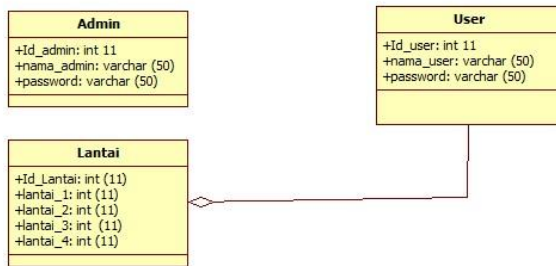 Admin
+Id_admin: int 11
+nama_admin: varchar (50)
+password: varchar (50)
User
+Id_user: int 11
+nama_user: varchar (50)
+password: varchar (50)
Lantai
+Id_Lantai: int (11)
+lantai_1: int (11)
+lantai_2: int (11)
+lantai_3: int (11)
+lantai_4: int (11)